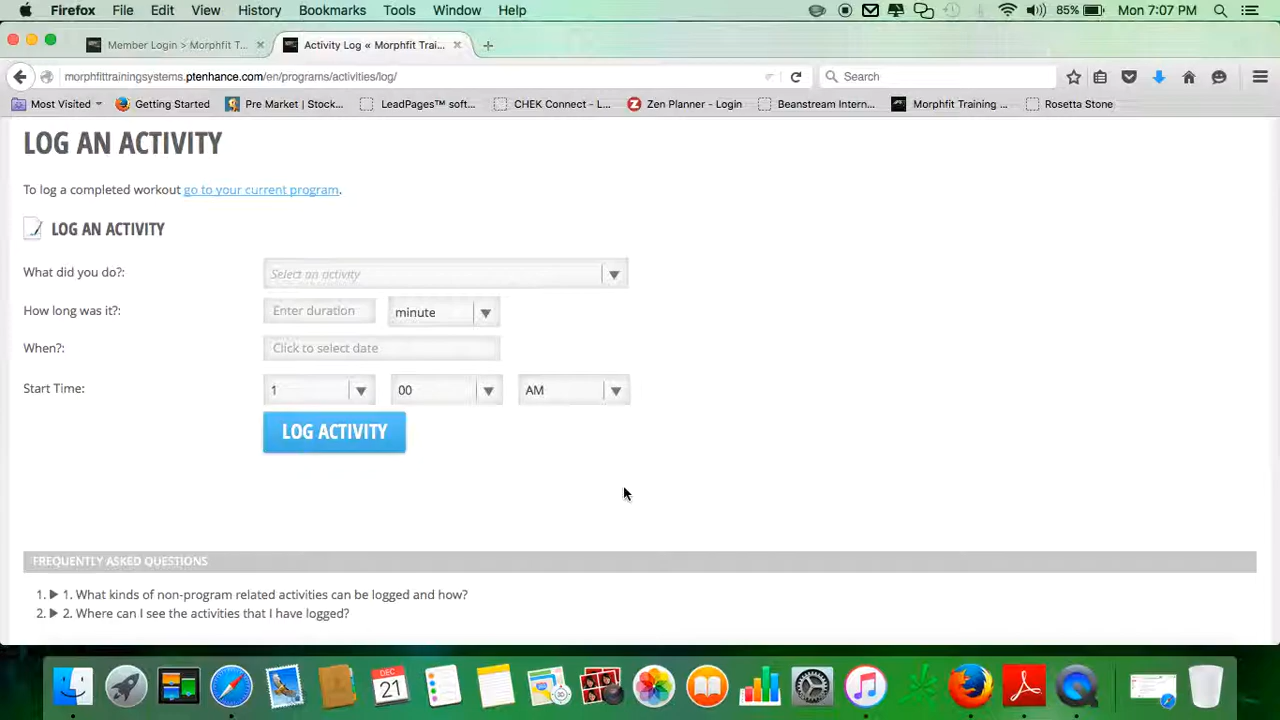 Firefox File Edit View History Bookmarks Tools Window Help 85% Mon 7:07 PM
Member Login > Morphfit T... Activity Log « Morphfit Trai...
morphfittrainingsystems.ptenhance.com/en/programs/activities/log/ Search
Most Visited Getting Started Pre Market | Stock... LeadPages™ sof... CHEK Connect - L... Zen Planner - Login Beanstream Intern... Morphfit Training ... Rosetta Stone
LOG AN ACTIVITY
To log a completed workout go to your current program.
LOG AN ACTIVITY
What did you do?: Select an activity
How long was it?: Enter duration minute
When?: Click to select date
Start Time: 1 00 AM
LOG ACTIVITY
FREQUENTLY ASKED QUESTIONS
1. ▶ 1. What kinds of non-program related activities can be logged and how?
2. ▶ 2. Where can I see the activities that I have logged?
DEC
21